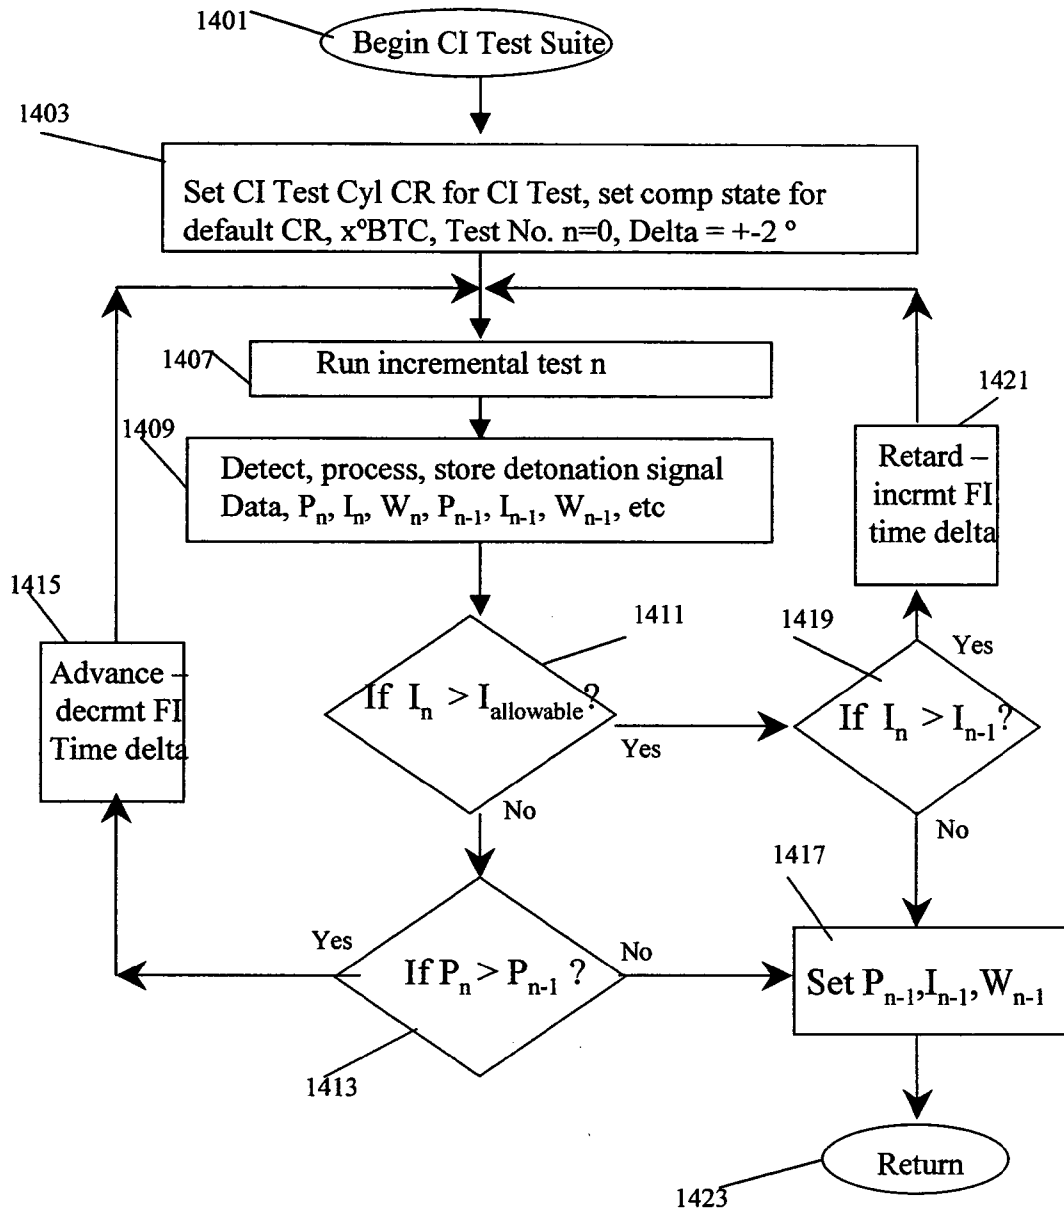 1401
Begin CI Test Suite
1403
Set CI Test Cyl CR for CI Test, set comp state for
default CR, xºBTC, Test No. n=0, Delta = +-2 º
1407
Run incremental test n
1409
Detect, process, store detonation signal
Data, Pn, In, Wn, Pn-1, In-1, Wn-1, etc
1421
Retard –
incrmt FI
time delta
1415
Advance –
decrmt FI
Time delta
1411
If In > Iallowable?
Yes
No
1419
If In > In-1?
Yes
No
1413
If Pn > Pn-1 ?
Yes
No
1417
Set Pn-1,In-1,Wn-1
1423
Return